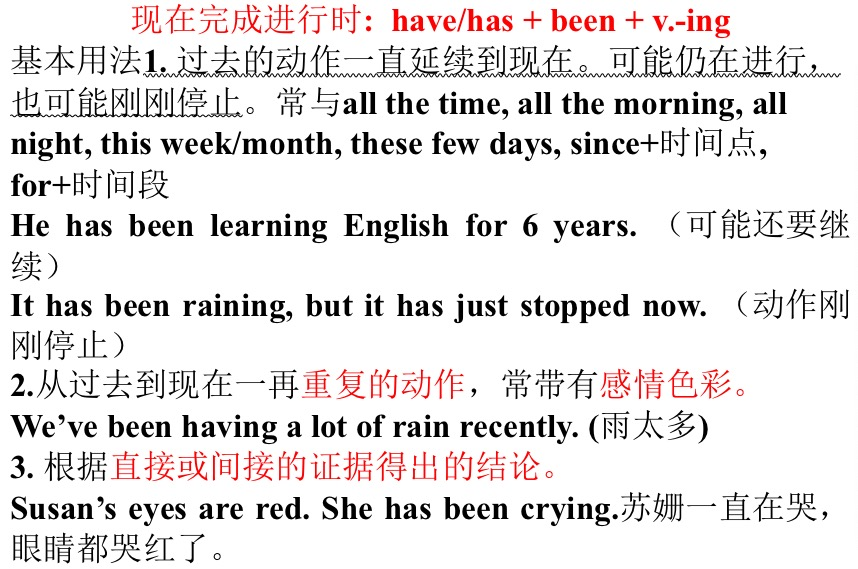 现在完成进行时：have/has + been + v.-ing
基本用法1. 过去的动作一直延续到现在。可能仍在进行，
也可能刚刚停止。常与all the time, all the morning, all
night, this week/month, these few days, since+时间点,
for+时间段
He has been learning English for 6 years. （可能还要继
续）
It has been raining, but it has just stopped now. （动作刚
刚停止）
2.从过去到现在一再重复的动作，常带有感情色彩。
We’ve been having a lot of rain recently. (雨太多)
3. 根据直接或间接的证据得出的结论。
Susan’s eyes are red. She has been crying.苏姗一直在哭，
眼睛都哭红了。